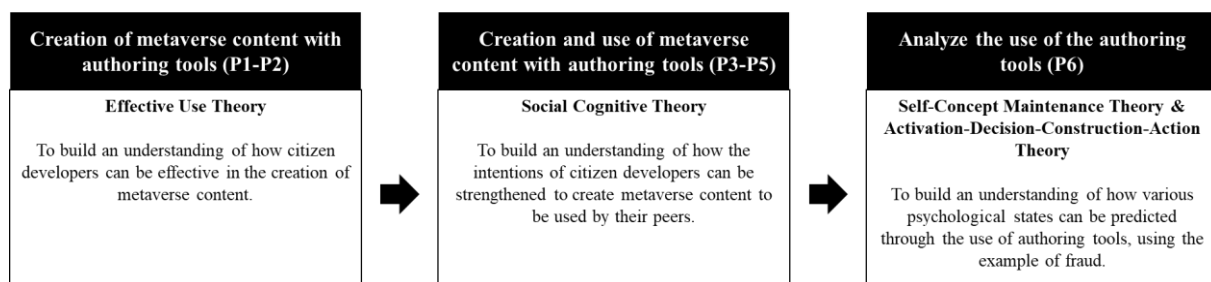 Creation of metaverse content with
authoring tools (P1-P2)
Effective Use Theory
To build an understanding of how citizen
developers can be effective in the creation of
metaverse content.
Creation and use of metaverse
content with authoring tools (P3-P5)
Social Cognitive Theory
To build an understanding of how the
intentions of citizen developers can be
strengthened to create metaverse content to
be used by their peers.
Analyze the use of the authoring
tools (P6)
Self-Concept Maintenance Theory &
Activation-Decision-Construction-Action
Theory
To build an understanding of how various
psychological states can be predicted
through the use of authoring tools, using the
example of fraud.